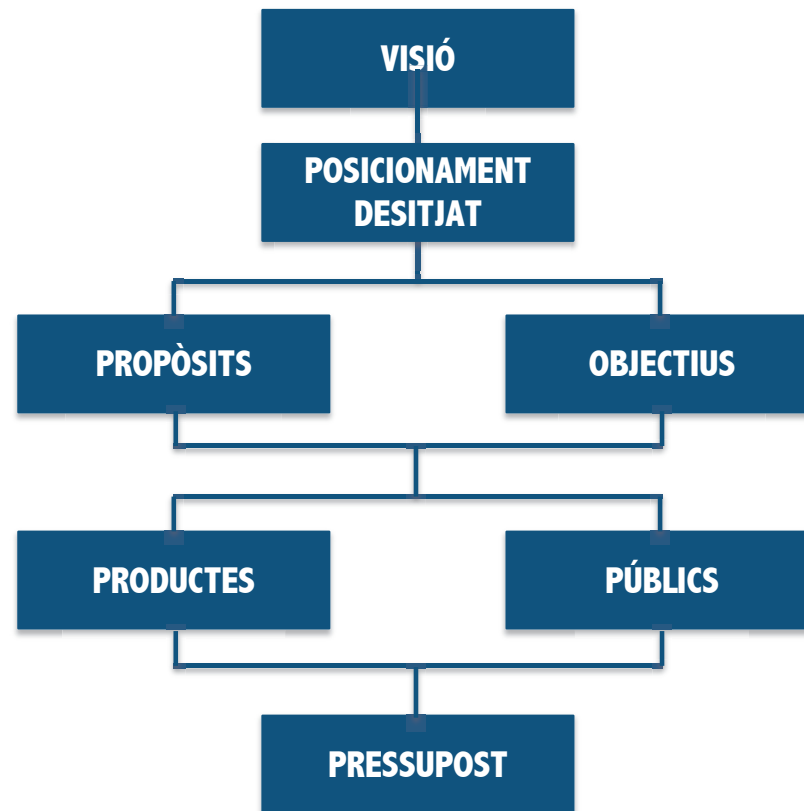 VISIÓ
POSICIONAMENT
DESITJAT
PROPÒSITS
OBJECTIUS
PRODUCTES
PÚBLICS
PRESSUPOST